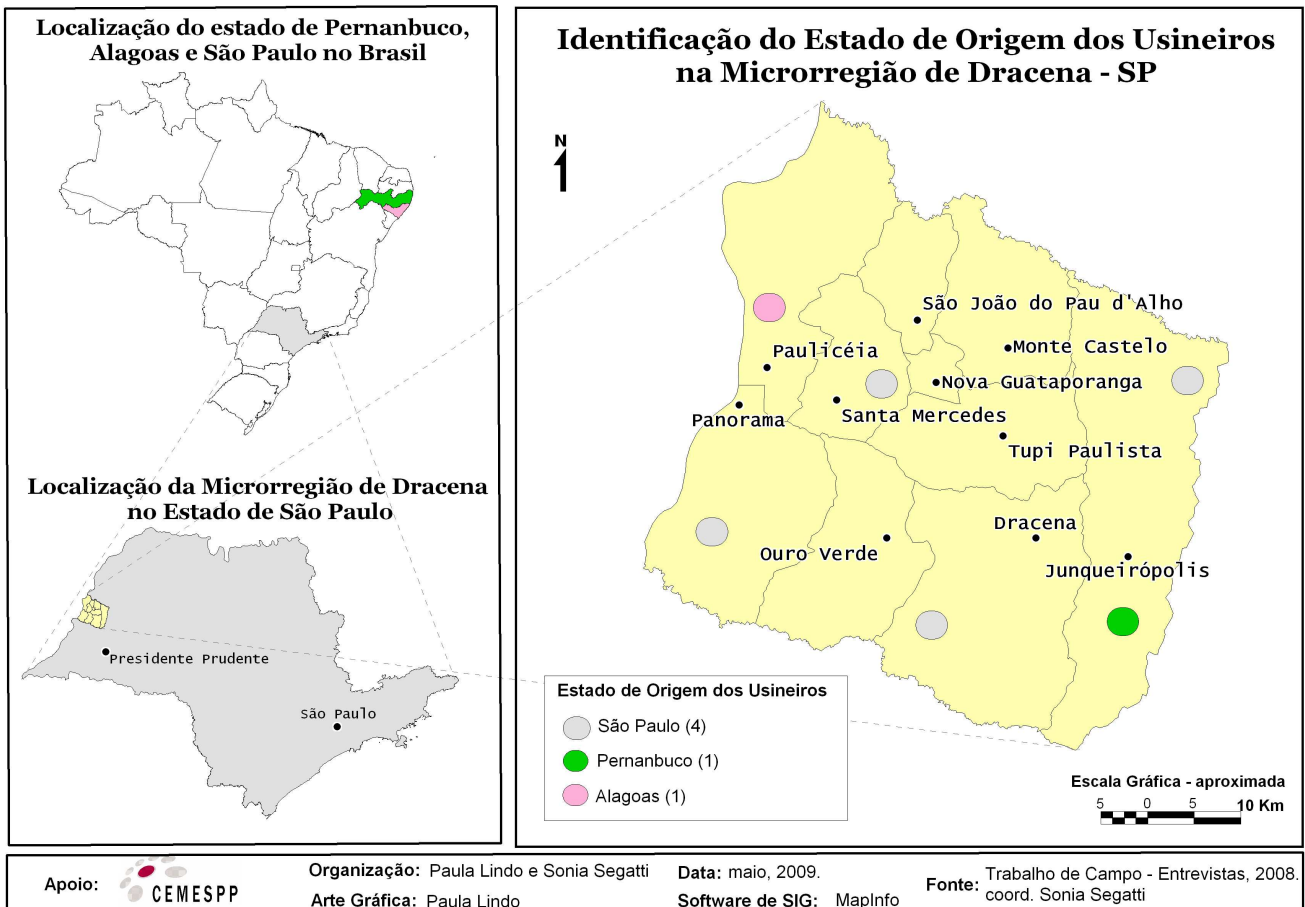 Localização do estado de Pernanbuco,
Alagoas e São Paulo no Brasil
Localização da Microrregião de Dracena
no Estado de São Paulo
Presidente Prudente
São Paulo
Identificação do Estado de Origem dos Usineiros
na Microrregião de Dracena - SP
N
São João do Pau d'Alho
Paulicéia
Monte Castelo
Nova Guataporanga
Panorama
Santa Mercedes
Tupi Paulista
Dracena
Ouro Verde
Junqueirópolis
Estado de Origem dos Usineiros
São Paulo (4)
Pernanbuco (1)
Alagoas (1)
Escala Gráfica - aproximada
5 0 5 10 Km
Apoio: CEMESPP
Organização: Paula Lindo e Sonia Segatti
Arte Gráfica: Paula Lindo
Data: maio, 2009.
Software de SIG: MapInfo
Fonte: Trabalho de Campo - Entrevistas, 2008.
coord. Sonia Segatti